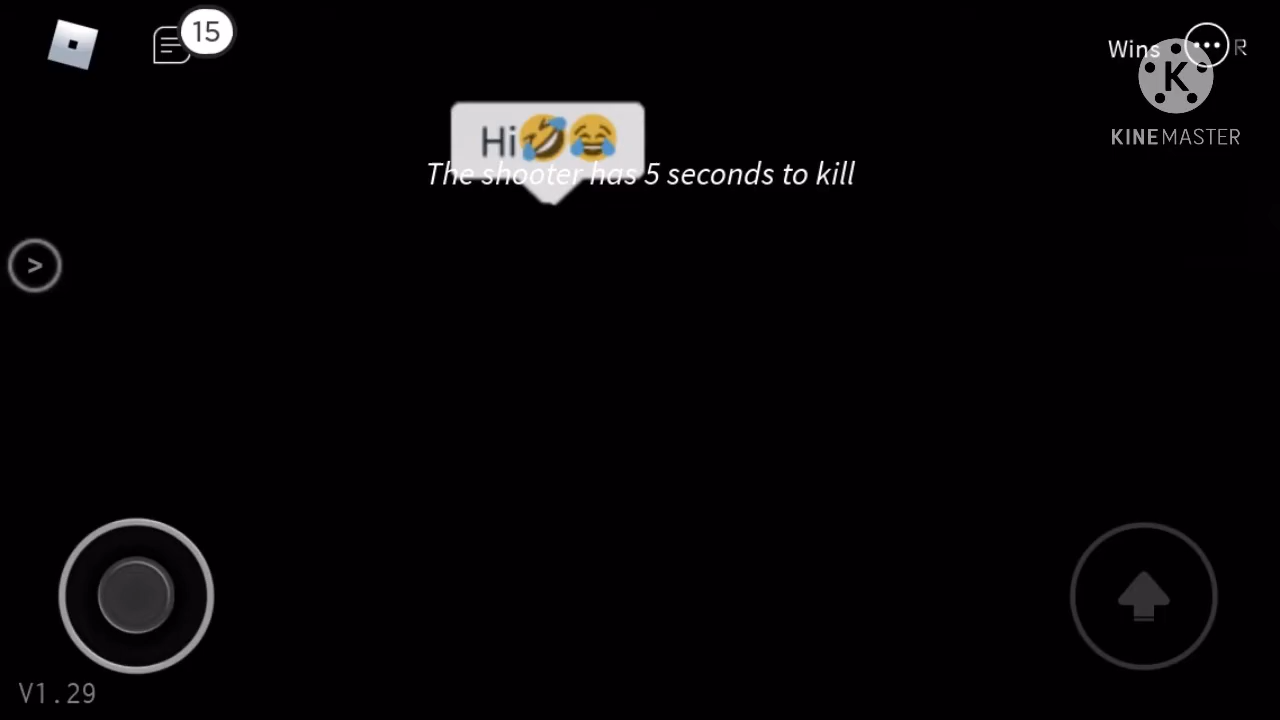 15
Wins
R
K
KINEMASTER
Hi🤣😂
The shooter has 5 seconds to kill
>
V1.29